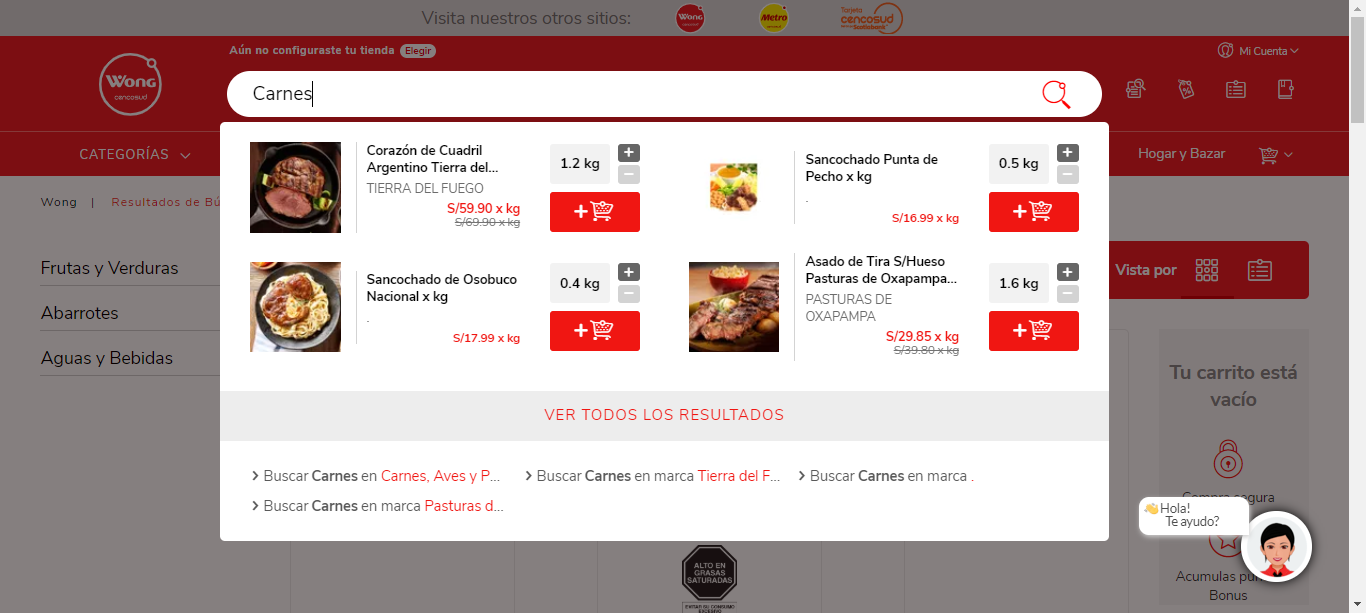 Visita nuestros otros sitios:
Wong
Metro
Tarjeta
cencosud
Scotiabank
Aún no configuraste tu tienda Elegir
Mi Cuenta
Wong
cencosud
Carnes
CATEGORÍAS
Hogar y Bazar
Wong | Resultados de Bú
Corazón de Cuadril
Argentino Tierra del...
TIERRA DEL FUEGO
S/59.90 x kg
S/69.90 x kg
1.2 kg
+
−
+
Sancochado Punta de
Pecho x kg
.
S/16.99 x kg
0.5 kg
+
−
+
Sancochado de Osobuco
Nacional x kg
.
S/17.99 x kg
0.4 kg
+
−
+
Asado de Tira S/Hueso
Pasturas de Oxapampa...
PASTURAS DE
OXAPAMPA
S/29.85 x kg
S/39.80 x kg
1.6 kg
+
−
+
VER TODOS LOS RESULTADOS
Buscar Carnes en Carnes, Aves y P...
Buscar Carnes en marca Tierra del F...
Buscar Carnes en marca .
Buscar Carnes en marca Pasturas d...
Frutas y Verduras
Abarrotes
Aguas y Bebidas
Vista por
Tu carrito está
vacío
Compra segura
Hola!
Te ayudo?
Acumulas pun
Bonus
ALTO EN
GRASAS
SATURADAS
EVITAR SU CONSUMO
EXCESIVO